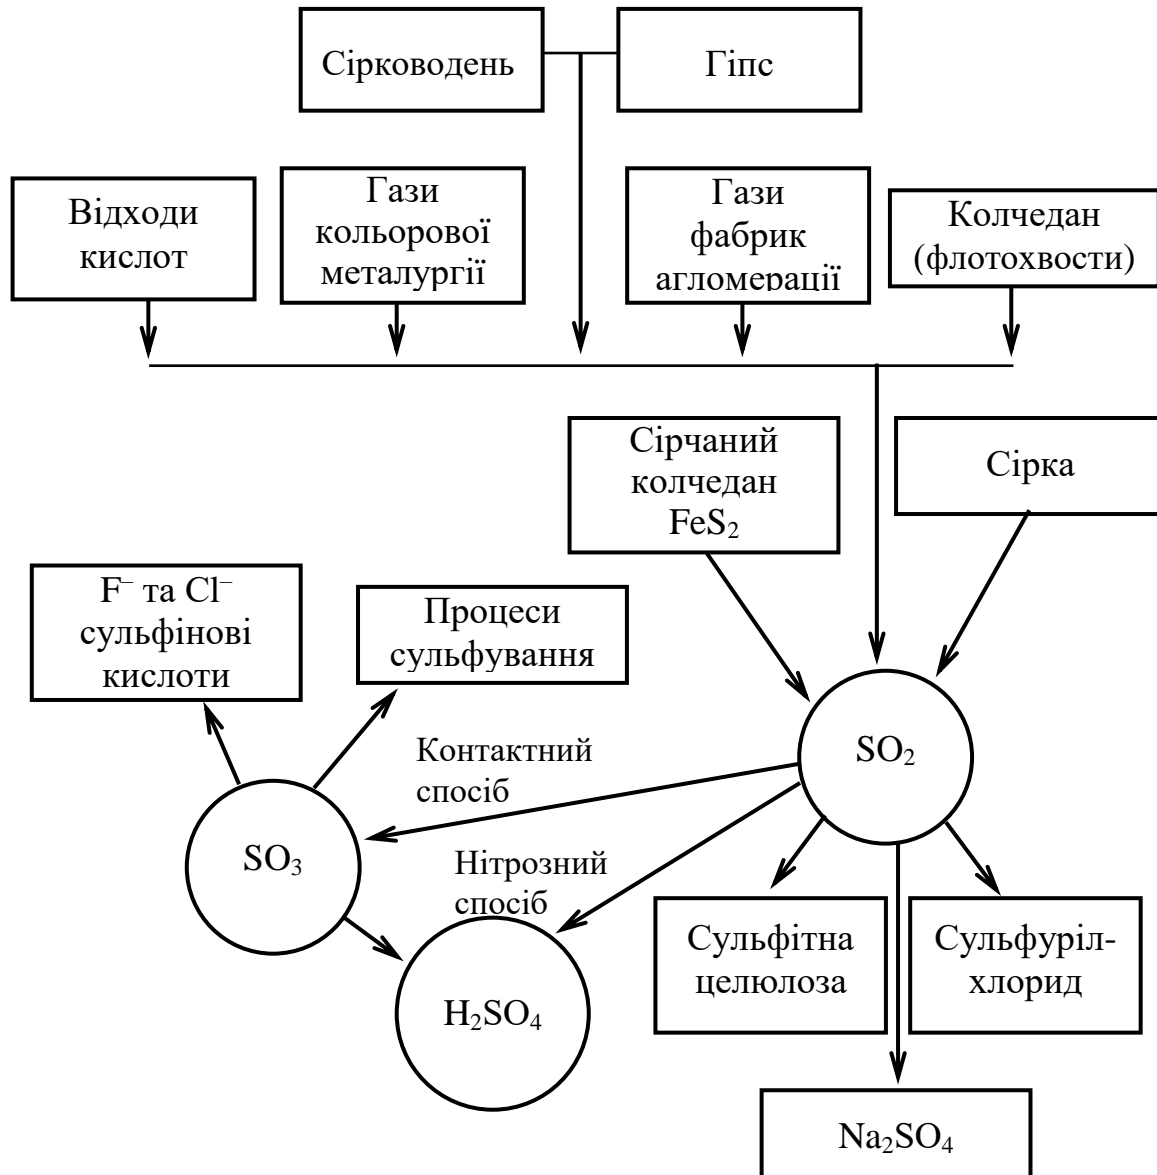 Сірководень
Гіпс
Відходи
кислот
Гази
кольорової
металургії
Гази
фабрик
агломерації
Колчедан
(флотохвости)
Сірчаний
колчедан
FeS₂
Сірка
F⁻ та Cl⁻
сульфінові
кислоти
Процеси
сульфування
Контактний
спосіб
SO₂
SO₃
Нітрозний
спосіб
H₂SO₄
Сульфітна
целюлоза
Сульфуріл-
хлорид
Na₂SO₄